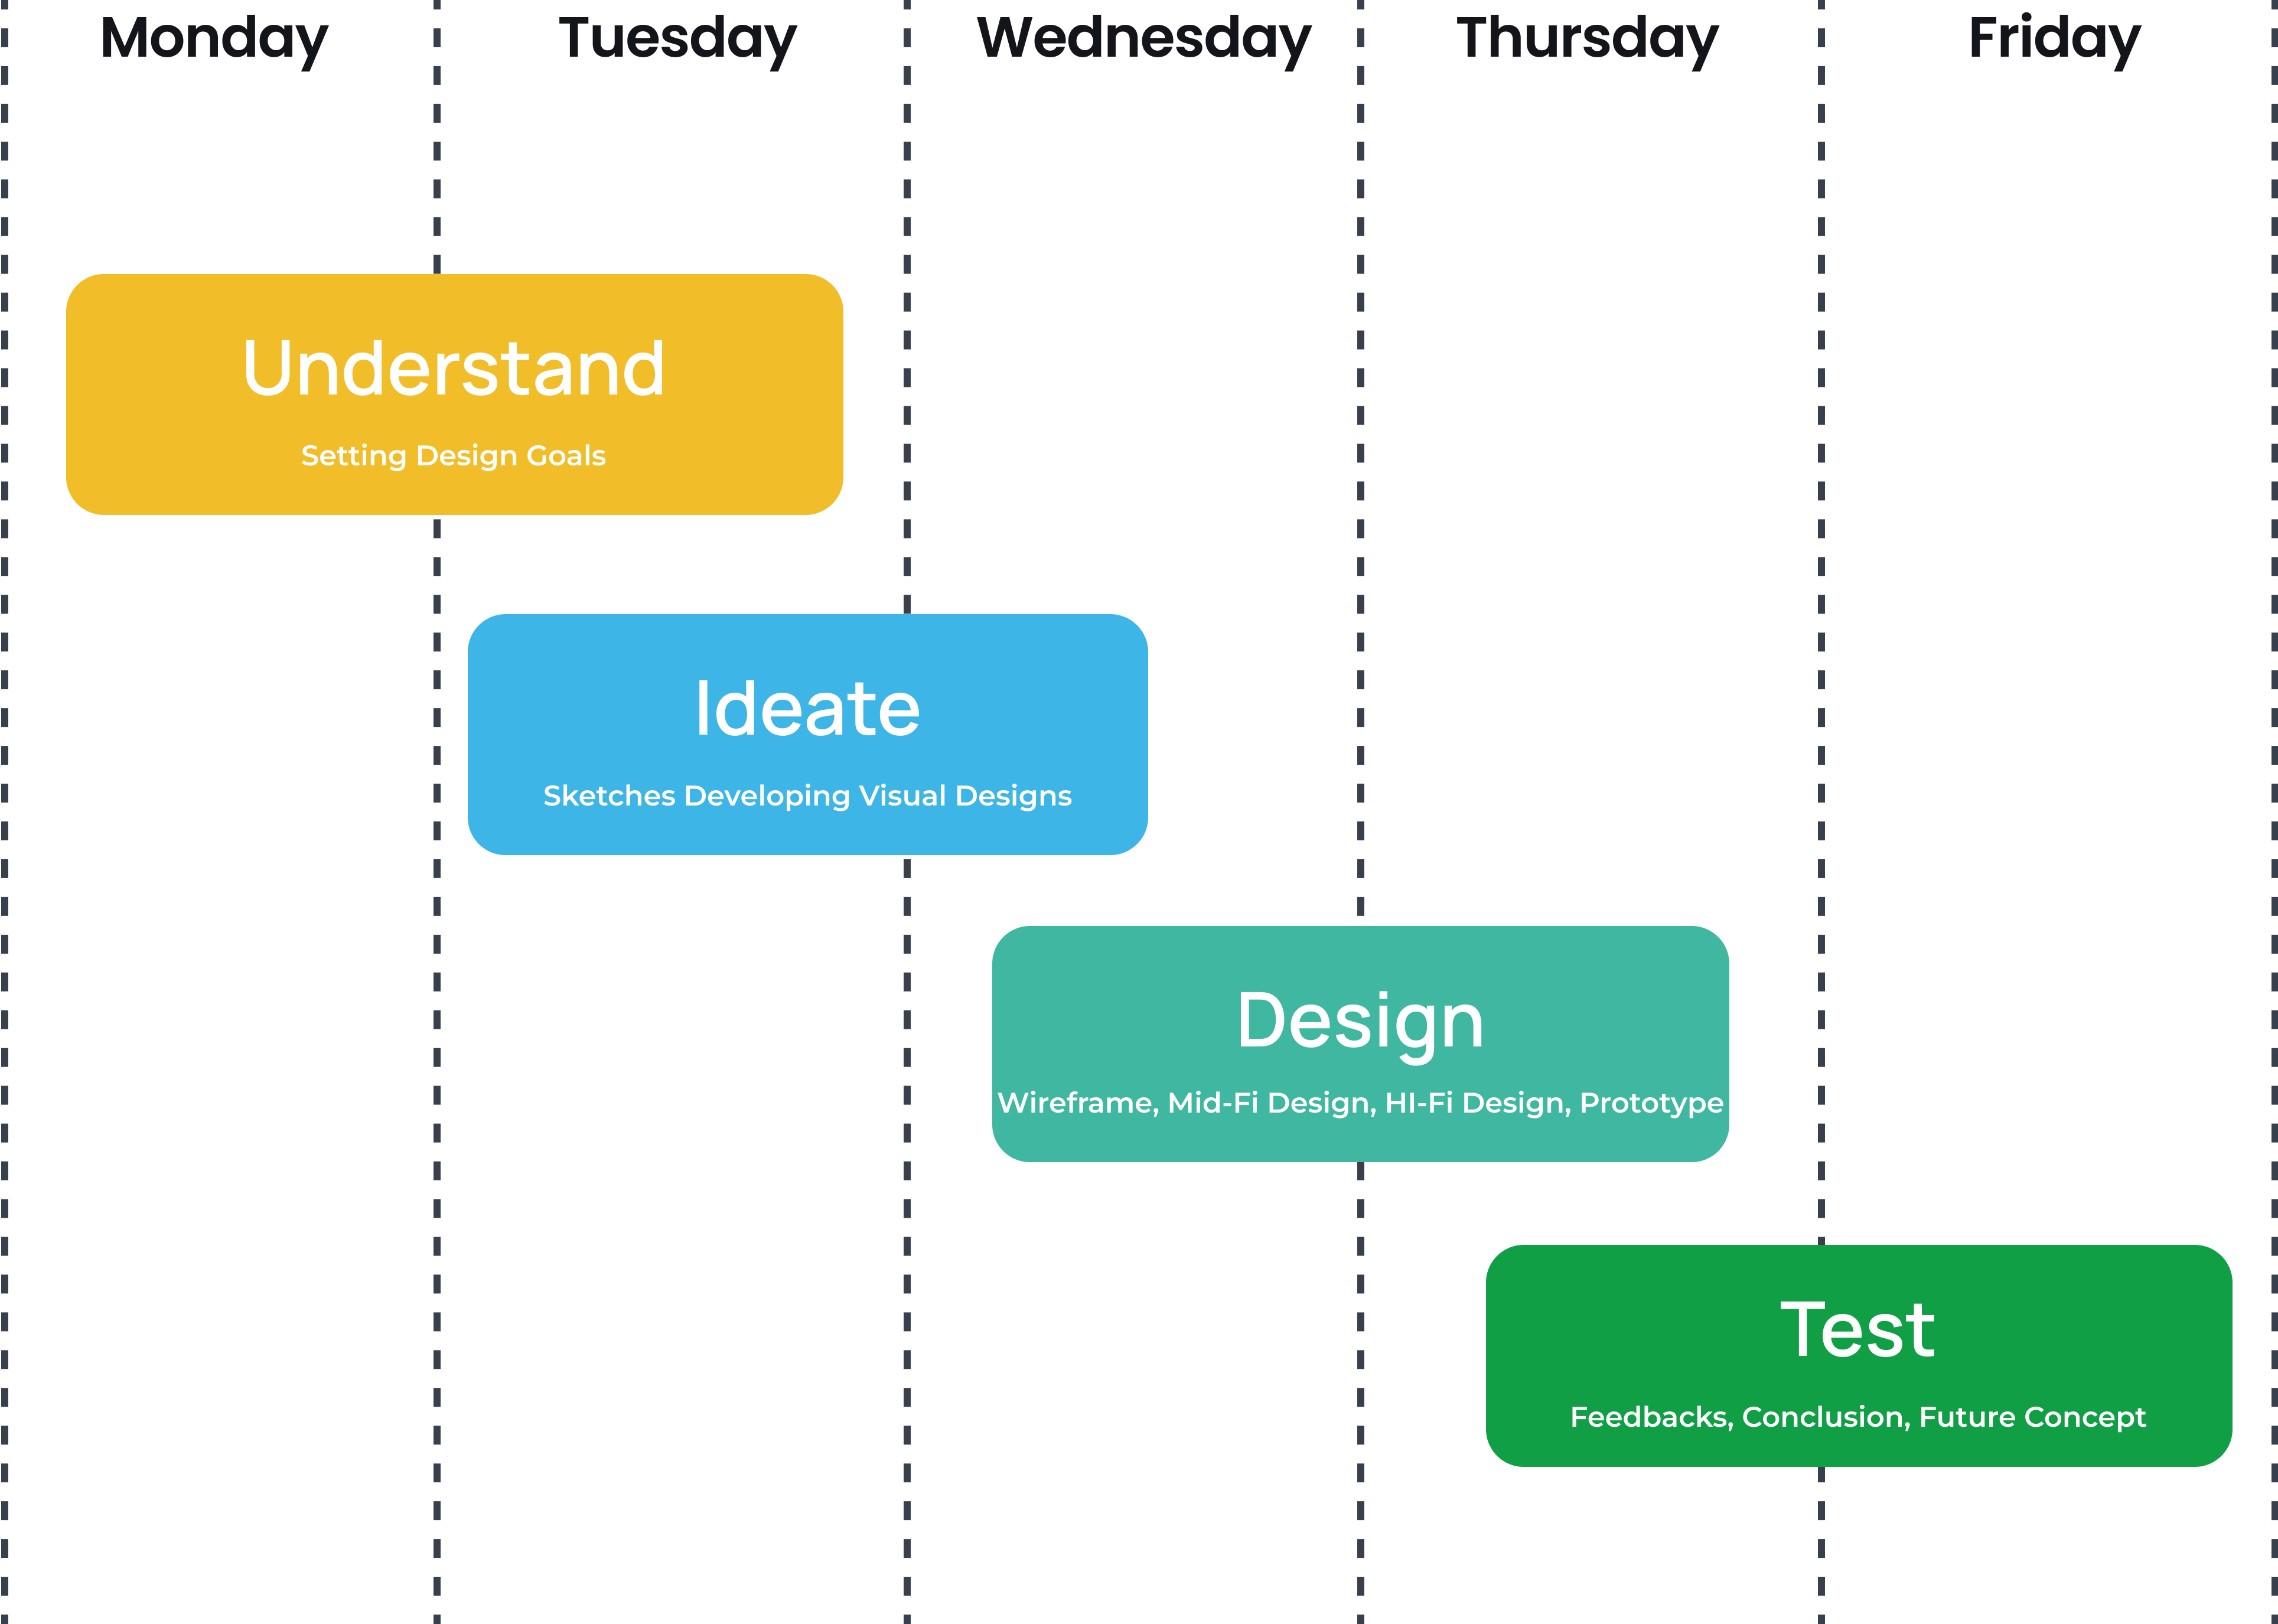 Monday
Tuesday
Wednesday
Thursday
Friday
Understand
Setting Design Goals
Ideate
Sketches Developing Visual Designs
Design
Wireframe, Mid-Fi Design, HI-Fi Design, Prototype
Test
Feedbacks, Conclusion, Future Concept